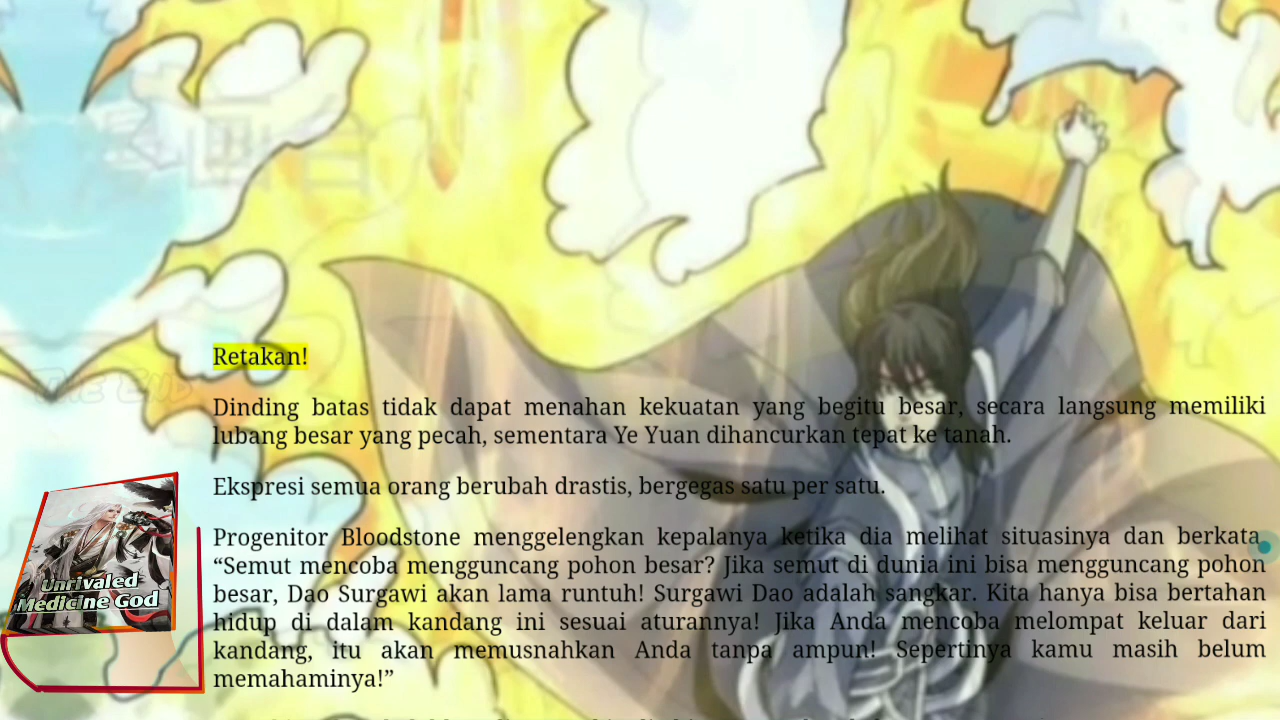 Retakan!
Dinding batas tidak dapat menahan kekuatan yang begitu besar, secara langsung memiliki
lubang besar yang pecah, sementara Ye Yuan dihancurkan tepat ke tanah.
Ekspresi semua orang berubah drastis, bergegas satu per satu.
Progenitor Bloodstone menggelengkan kepalanya ketika dia melihat situasinya dan berkata
“Semut mencoba mengguncang pohon besar? Jika semut di dunia ini bisa mengguncang pohon
besar, Dao Surgawi akan lama runtuh! Surgawi Dao adalah sangkar. Kita hanya bisa bertahan
hidup di dalam kandang ini sesuai aturannya! Jika Anda mencoba melompat keluar dari
kandang, itu akan memusnahkan Anda tanpa ampun! Sepertinya kamu masih belum
memahaminya!”
Unrivaled
Medicine God
The End